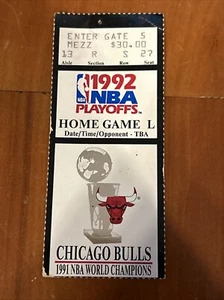 ENTER GATE 5
MEZZ $30.00
13 R S 27
Aisle Section Row Seat
1992
NBA
PLAYOFFS
HOME GAME L
Date/Time/Opponent - TBA
CHICAGO BULLS
1991 NBA WORLD CHAMPIONS